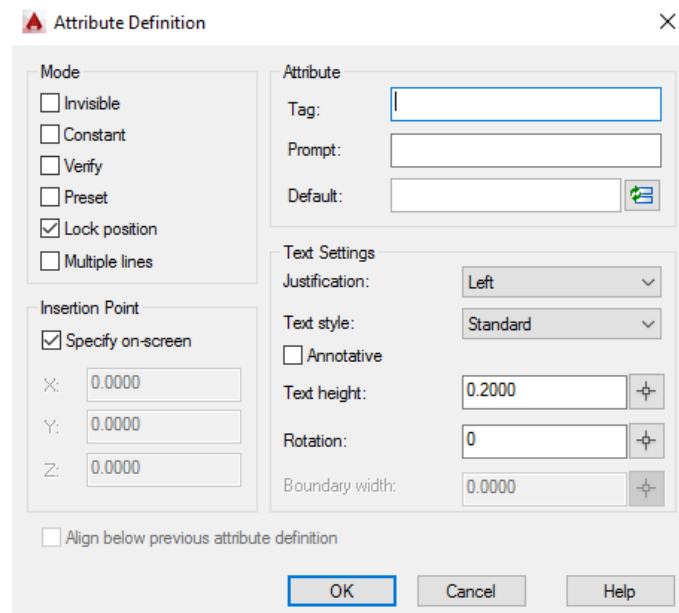 Attribute Definition
Mode
Invisible
Constant
Verify
Preset
Lock position
Multiple lines
Insertion Point
Specify on-screen
X: 0.0000
Y: 0.0000
Z: 0.0000
Attribute
Tag:
Prompt:
Default:
Text Settings
Justification: Left
Text style: Standard
Annotative
Text height: 0.2000
Rotation: 0
Boundary width: 0.0000
Align below previous attribute definition
OK Cancel Help